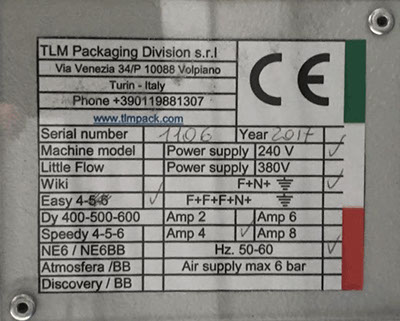 TLM Packaging Division s.r.l
Via Venezia 34/P 10088 Volpiano
Turin - Italy
Phone +390119881307
www.tlmpack.com
CE
Serial number 1106 Year 2017
Machine model Power supply 240 V ✓
Little Flow Power supply 380V
Wiki F+N+ ⏚ ✓
Easy 4-5-6 ✓ F+F+F+N+ ⏚
Dy 400-500-600 Amp 2 Amp 6
Speedy 4-5-6 Amp 4 ✓ Amp 8
NE6 / NE6BB Hz. 50-60 ✓
Atmosfera /BB Air supply max 6 bar
Discovery / BB